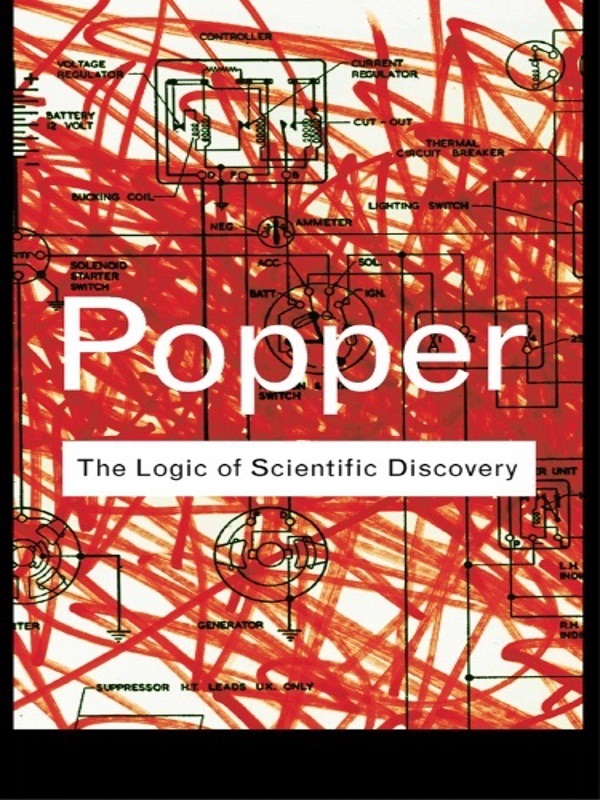 CONTROLLER
VOLTAGE
REGULATOR
CURRENT
REGULATOR
BATTERY
12 VOLT
CUT - OUT
THERMAL
CIRCUIT BREAKER
BUCKING COIL
LIGHTING SWITCH
NEG.
AMMETER
SOLENOID
STARTER
SWITCH
ACC.
SOL.
BATT.
IGN.
Popper
SWITCH
The Logic of Scientific Discovery
UNIT
GENERATOR
L.H.
R.H.
SUPPRESSOR H.T. LEADS U.K. ONLY